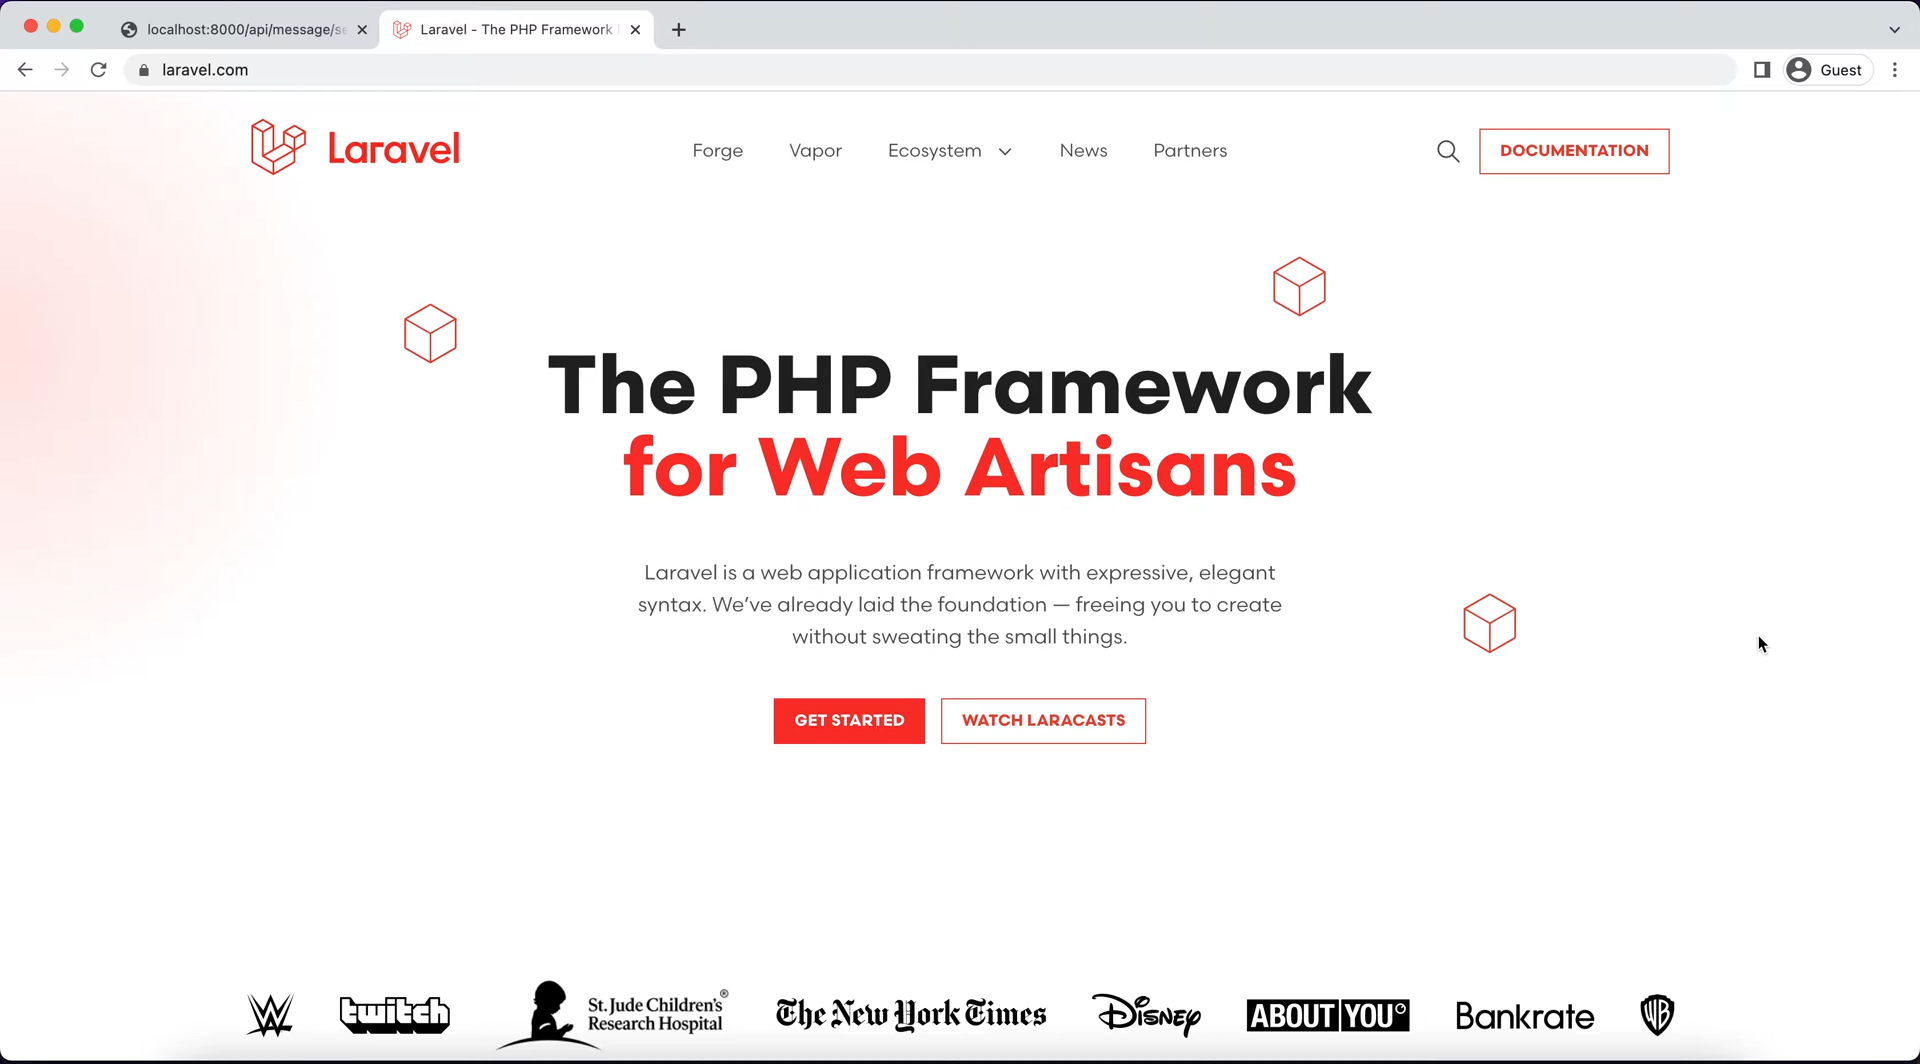 localhost:8000/api/message/se
Laravel - The PHP Framework
laravel.com
Guest
Laravel
Forge
Vapor
Ecosystem
News
Partners
DOCUMENTATION
The PHP Framework
for Web Artisans
Laravel is a web application framework with expressive, elegant
syntax. We’ve already laid the foundation — freeing you to create
without sweating the small things.
GET STARTED
WATCH LARACASTS
W
twitch
St. Jude Children's®
Research Hospital
The New York Times
Disney
ABOUT YOU°
Bankrate
WB